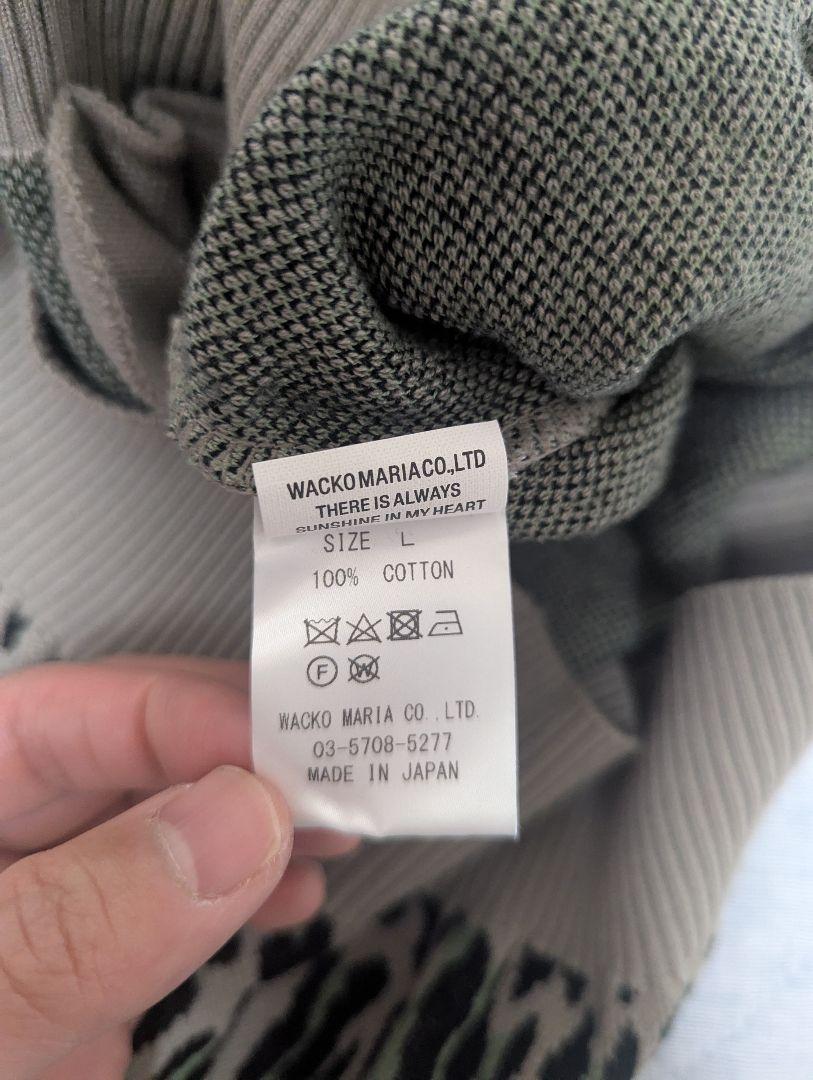 WACKO MARIA CO.,LTD
THERE IS ALWAYS
SUNSHINE IN MY HEART
SIZE L
100% COTTON
F W
WACKO MARIA CO.,LTD.
03-5708-5277
MADE IN JAPAN